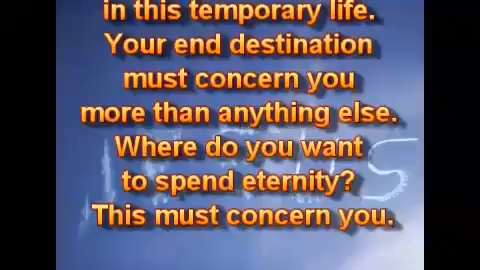 in this temporary life.
Your end destination
must concern you
more than anything else.
Where do you want
to spend eternity?
This must concern you.